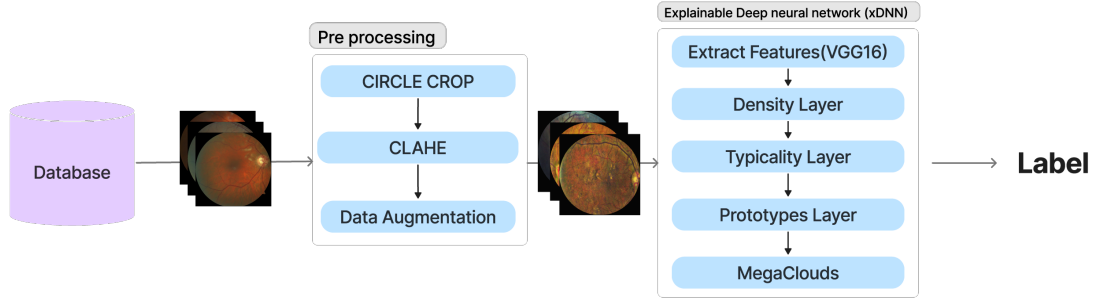 Explainable Deep neural network (xDNN)
Pre processing
Extract Features(VGG16)
CIRCLE CROP
Density Layer
CLAHE
Typicality Layer
Database
Label
Data Augmentation
Prototypes Layer
MegaClouds